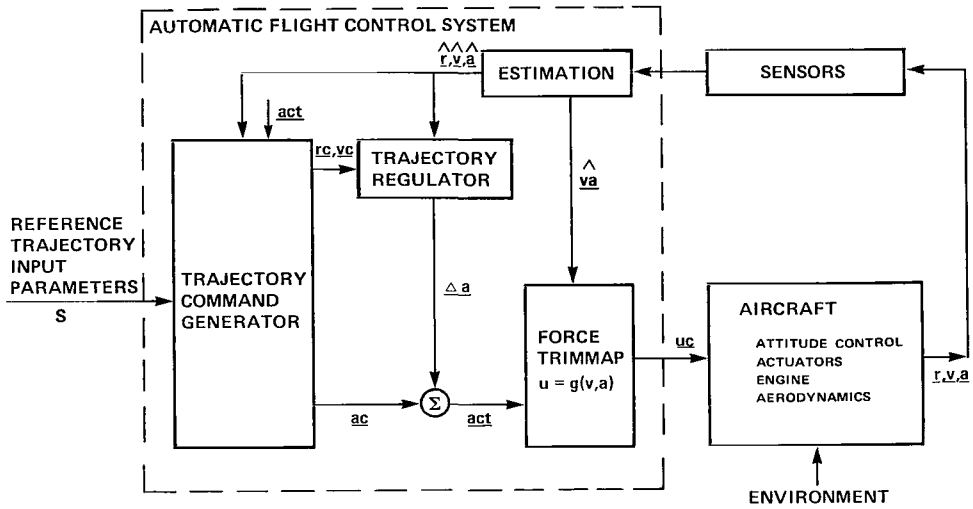 AUTOMATIC FLIGHT CONTROL SYSTEM
r̂,v̂,â
ESTIMATION
SENSORS
act
rc,vc
TRAJECTORY
REGULATOR
v̂a
REFERENCE
TRAJECTORY
INPUT
PARAMETERS
S
TRAJECTORY
COMMAND
GENERATOR
Δ a
FORCE
TRIMMAP
u = g(v,a)
uc
AIRCRAFT
ATTITUDE CONTROL
ACTUATORS
ENGINE
AERODYNAMICS
r,v,a
ac
Σ
act
ENVIRONMENT